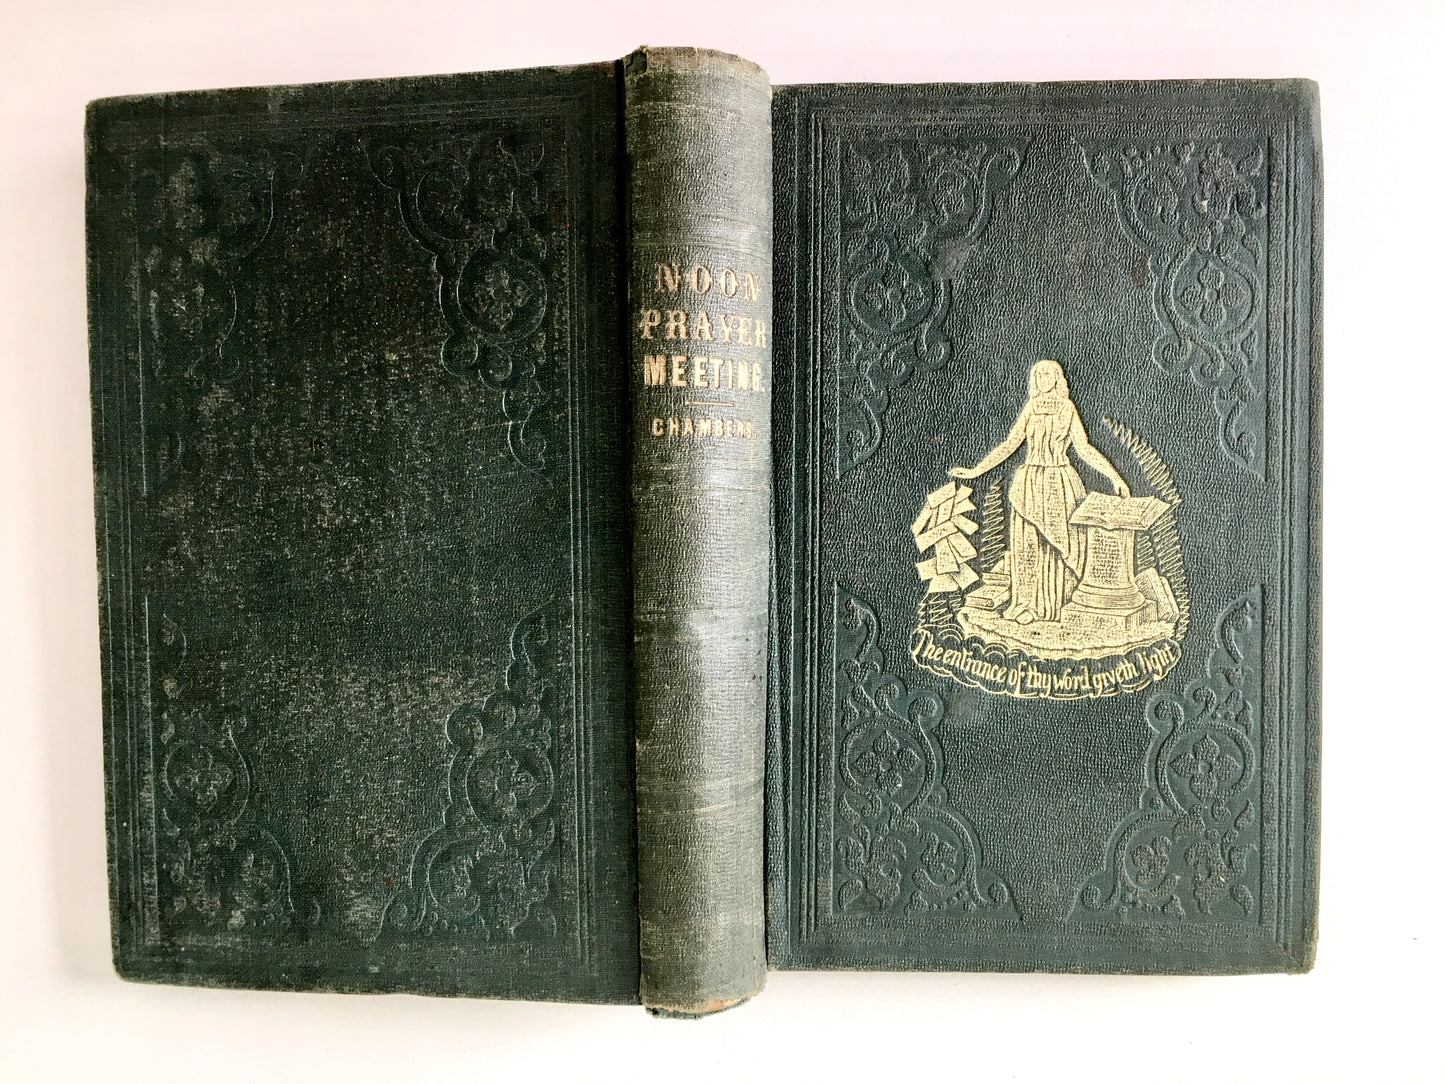 NOON
PRAYER
MEETING.
CHAMBERS.
The entrance of thy word giveth light